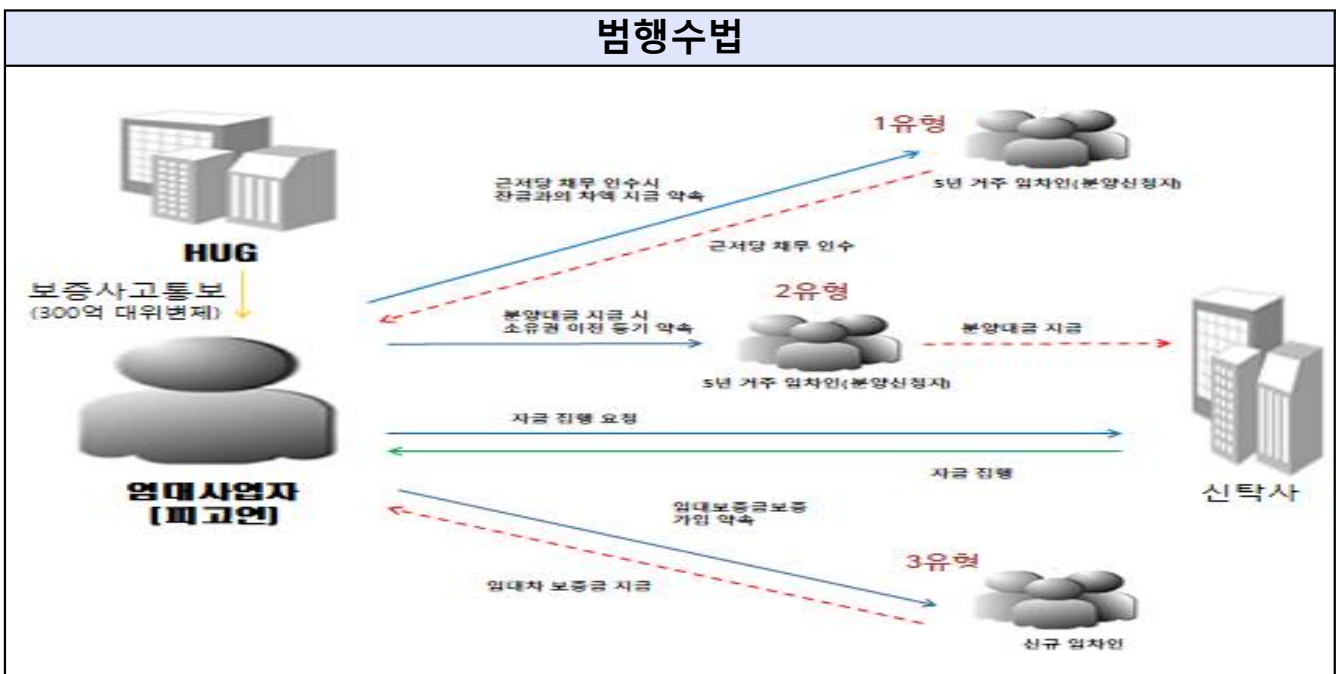 범행수법
1유형
5년 거주 임차인(분양신청자)
근저당 채무 인수시
잔금과의 차액 지급 약속
근저당 채무 인수
HUG
보증사고통보
(300억 대위변제)
2유형
분양대금 지급 시
소유권 이전 등기 약속
분양대금 지급
5년 거주 임차인(분양신청자)
자금 집행 요청
자금 집행
임대사업자
(피고인)
신탁사
임대보증금보증
가입 약속
3유형
임대차 보증금 지급
신규 임차인